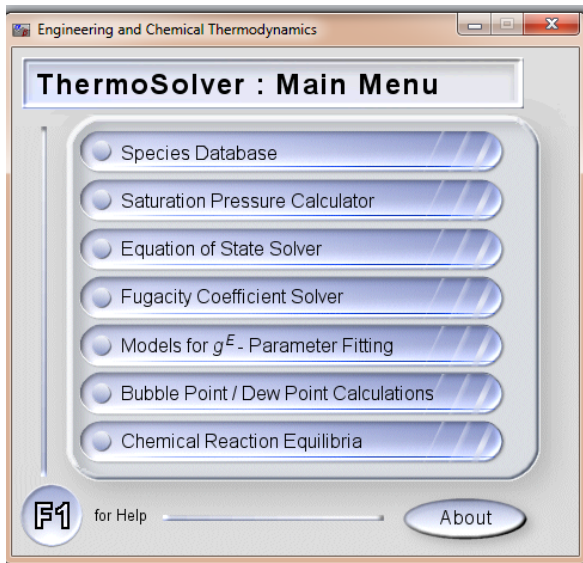 Engineering and Chemical Thermodynamics
ThermoSolver : Main Menu
Species Database
Saturation Pressure Calculator
Equation of State Solver
Fugacity Coefficient Solver
Models for gE - Parameter Fitting
Bubble Point / Dew Point Calculations
Chemical Reaction Equilibria
F1 for Help
About